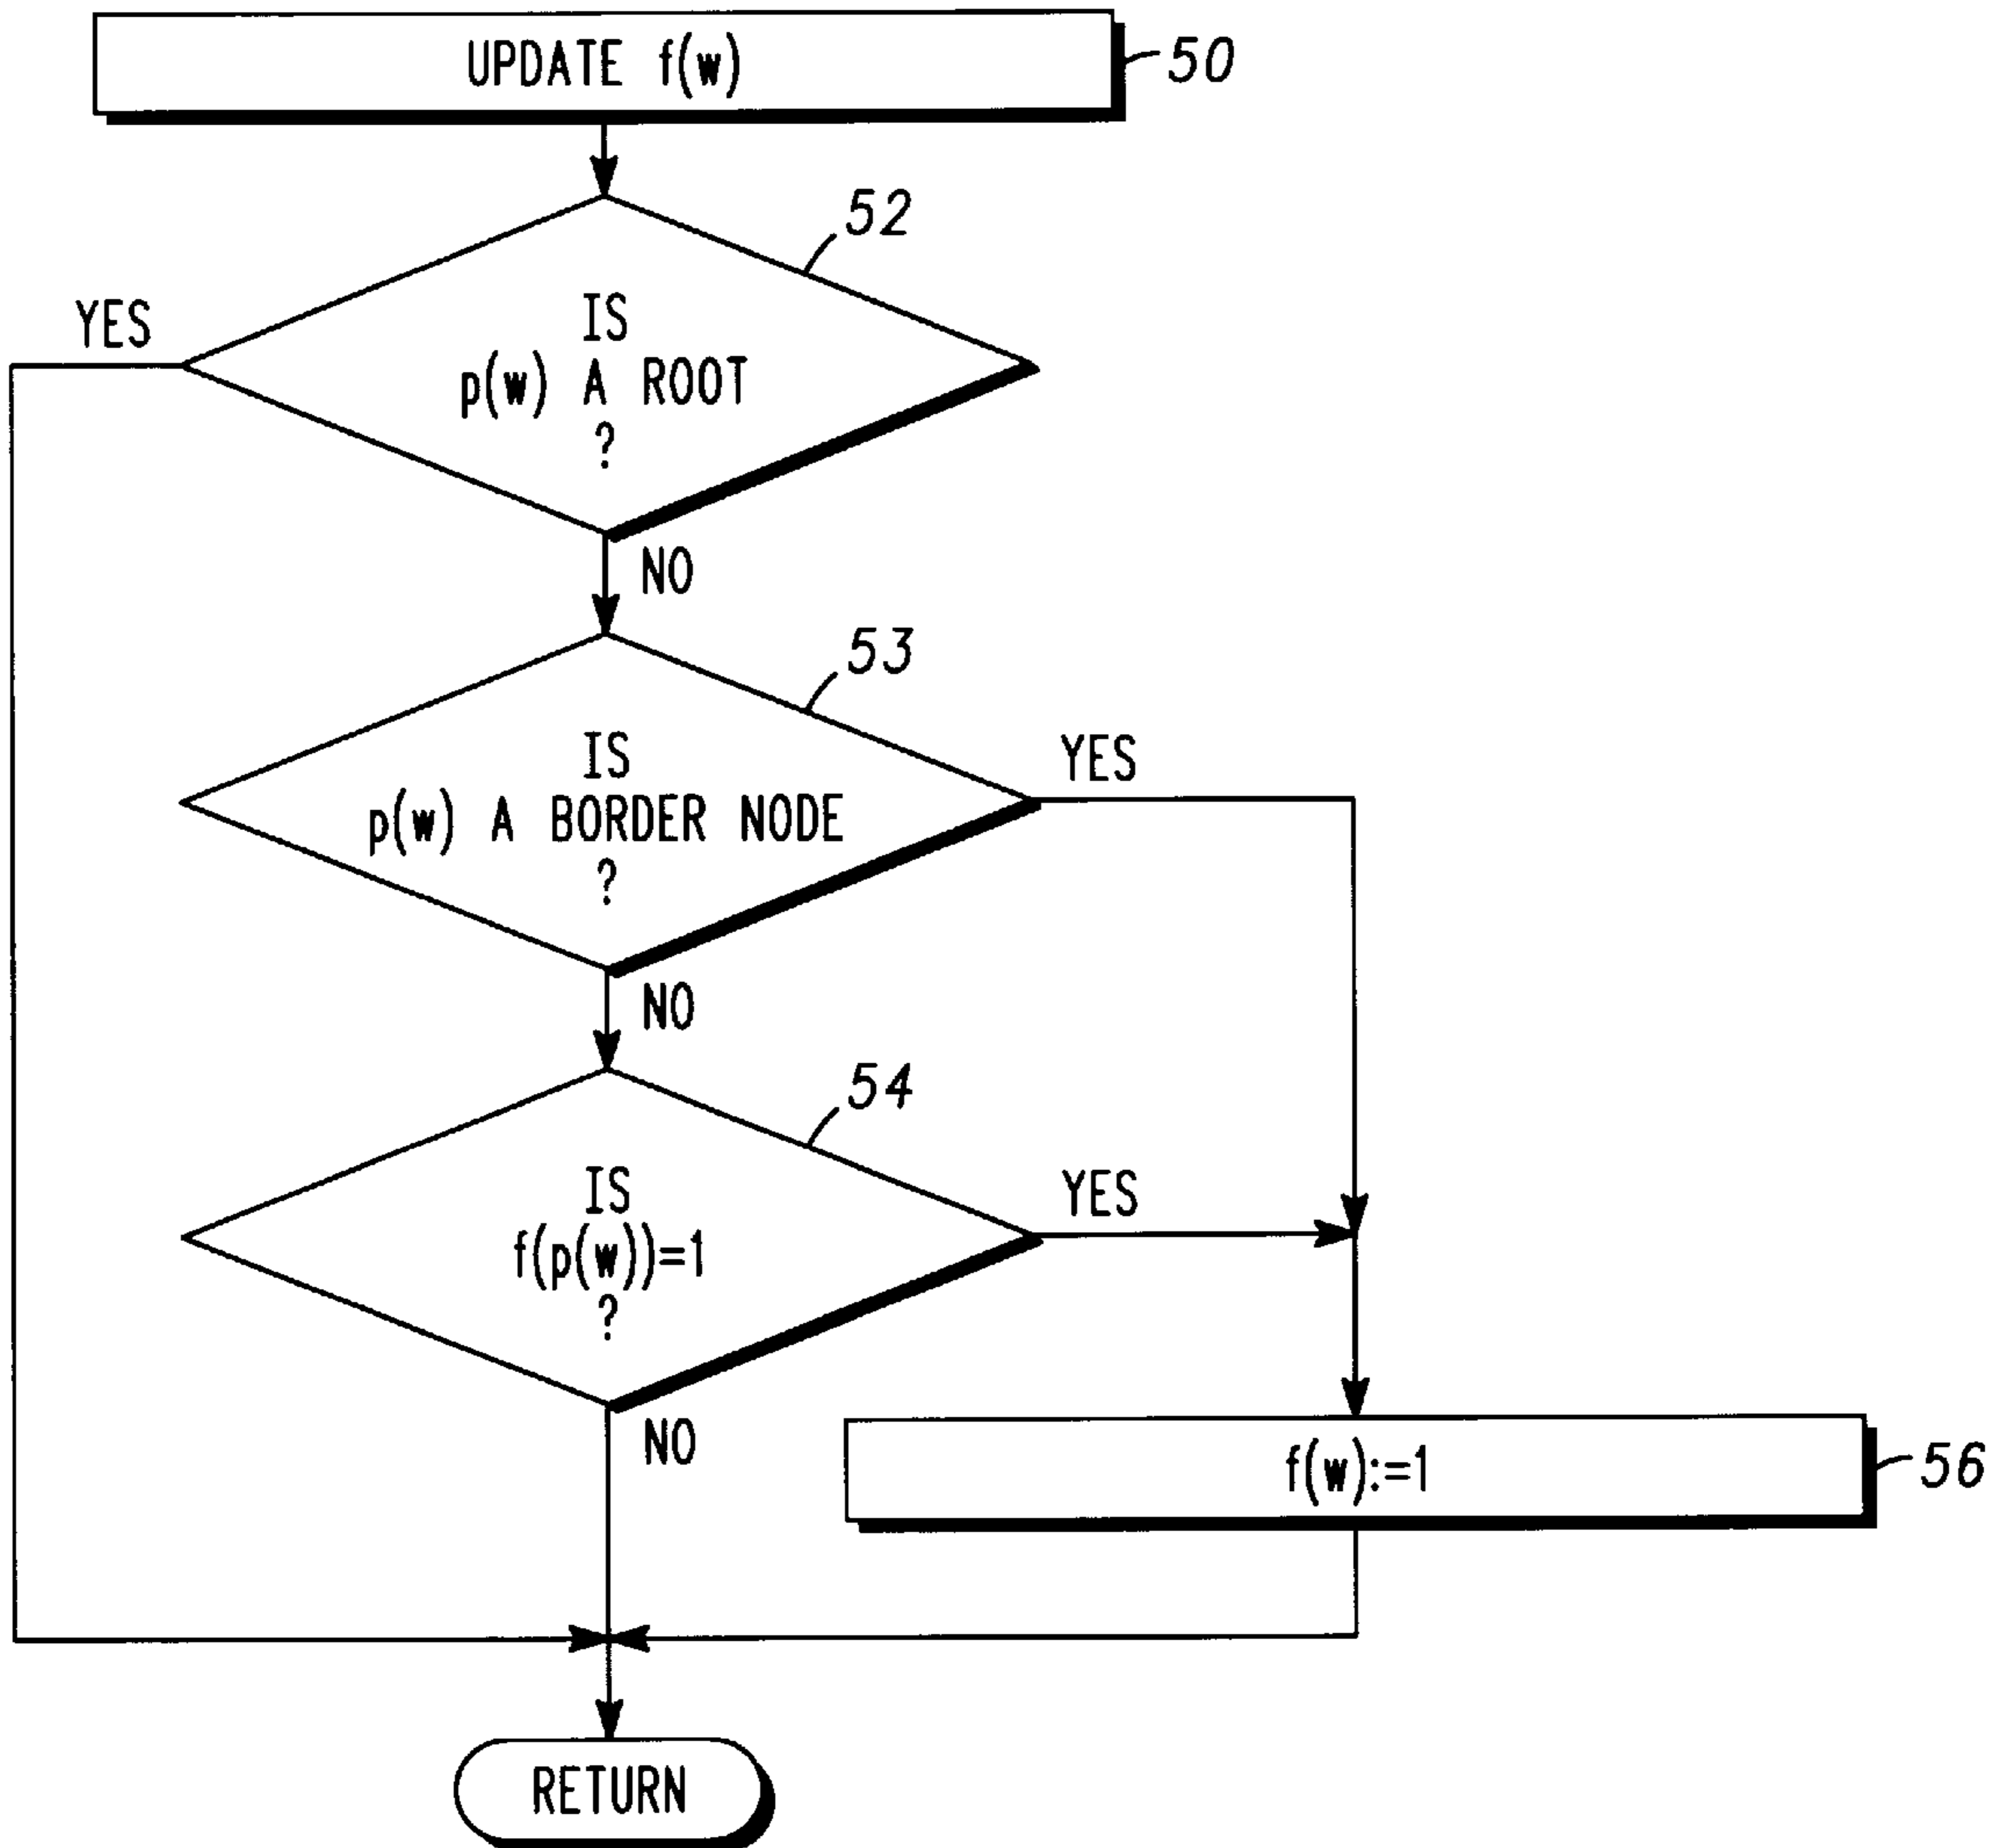 UPDATE f(w)
50
52
YES
IS
p(w) A ROOT
?
NO
53
IS
p(w) A BORDER NODE
?
YES
NO
54
IS
f(p(w))=1
?
YES
NO
f(w):=1
56
RETURN